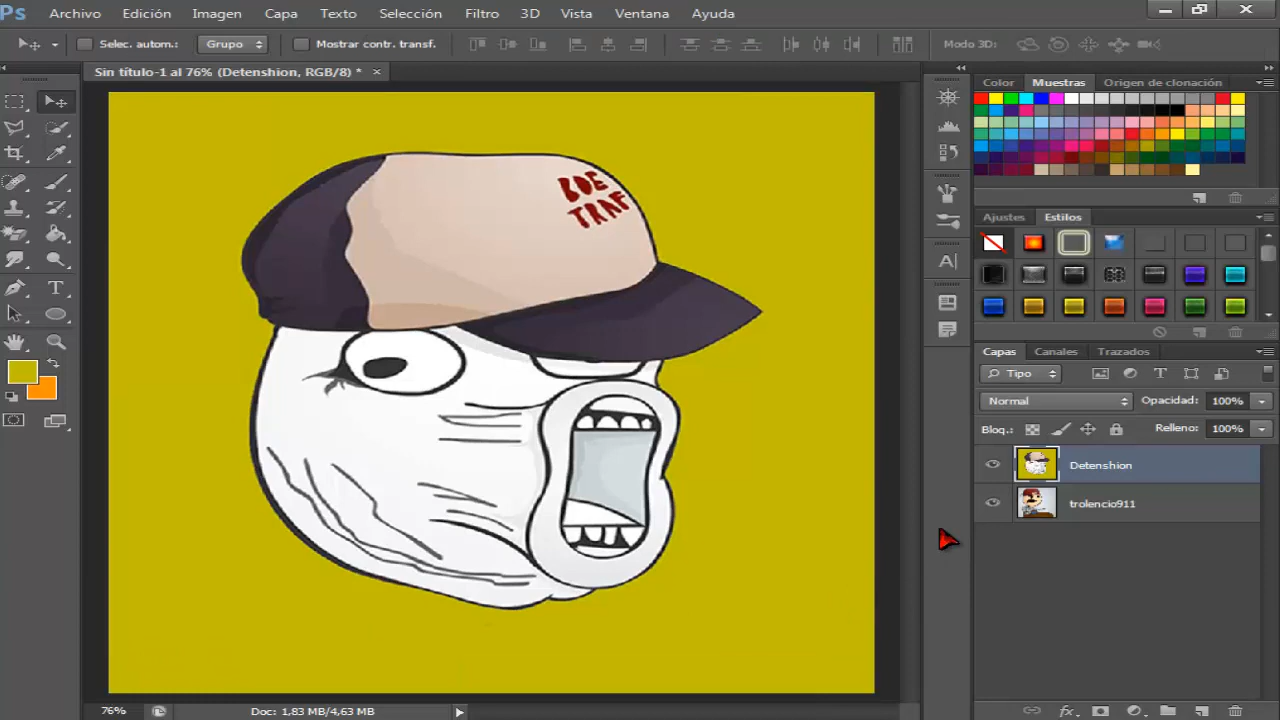 Ps Archivo Edición Imagen Capa Texto Selección Filtro 3D Vista Ventana Ayuda
Selec. autom.: Grupo Mostrar contr. transf. Modo 3D:
Sin título-1 al 76% (Detenshion, RGB/8) * ×
Color Muestras Origen de clonación
BOE
TRAF
Ajustes Estilos
Capas Canales Trazados
Tipo
Normal Opacidad: 100%
Bloq.: Relleno: 100%
Detenshion
trolencio911
76% Doc: 1,83 MB/4,63 MB